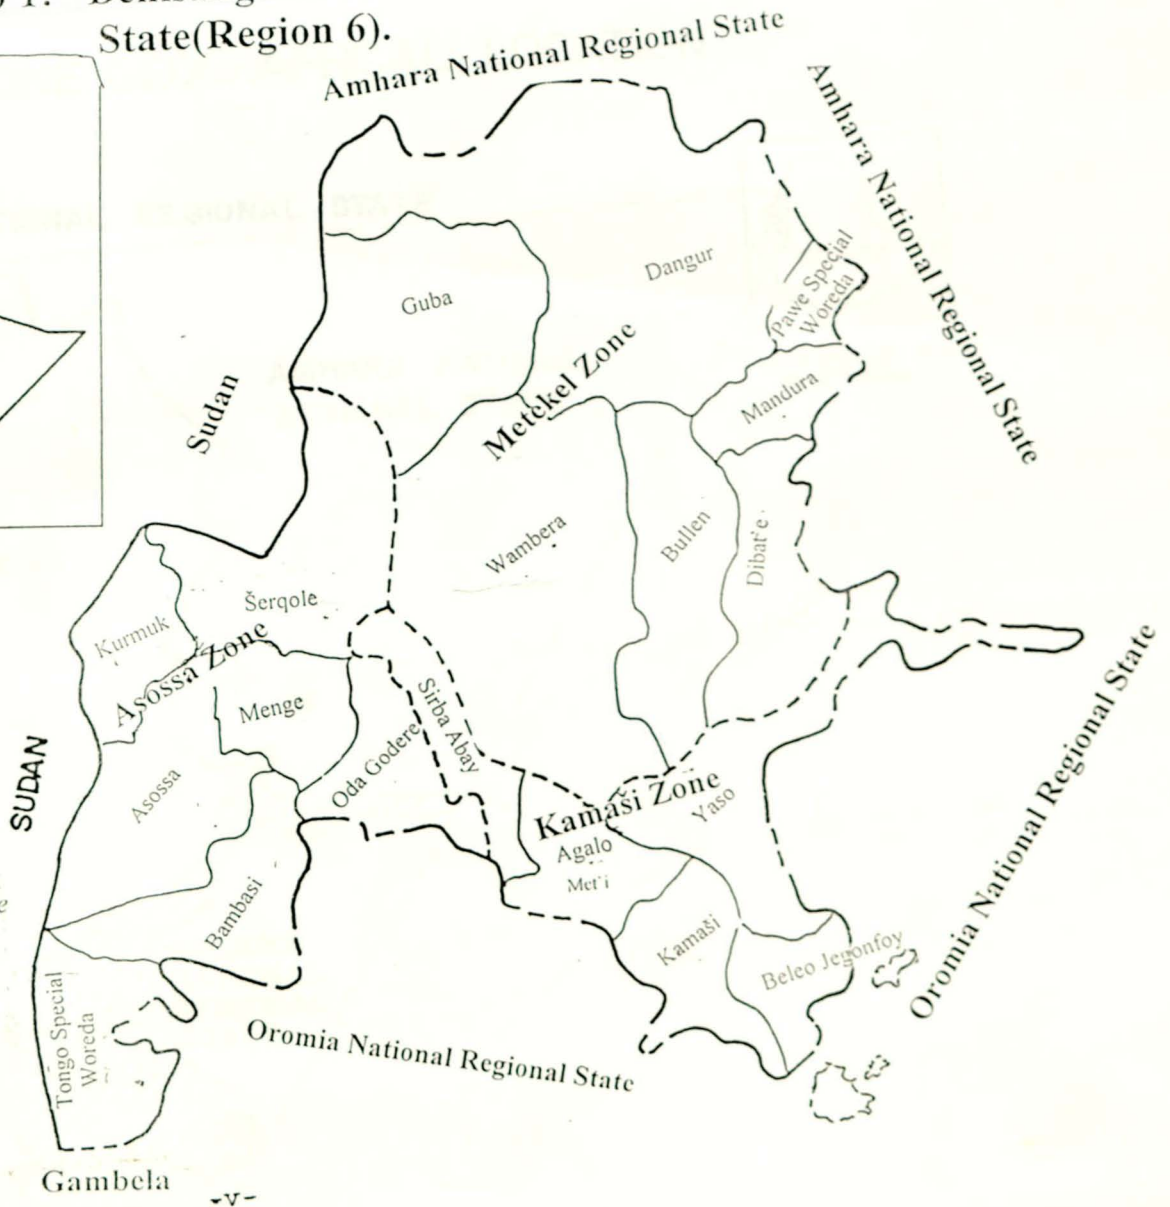 State(Region 6).
Amhara National Regional State
Amhara National Regional State
Dangur
Pawe Special
Woreda
Guba
Metekel Zone
Mandura
Sudan
Wambera
Bullen
Dibat'e
Šerqole
Kurmuk
Asossa Zone
Menge
Sirba Abay
Oda Godere
SUDAN
Asossa
Kamaši Zone
Yaso
Agalo
Met'i
Bambasi
Kamaši
Beleo Jegonfoy
Oromia National Regional State
Tongo Special
Woreda
Oromia National Regional State
Gambela
-v-